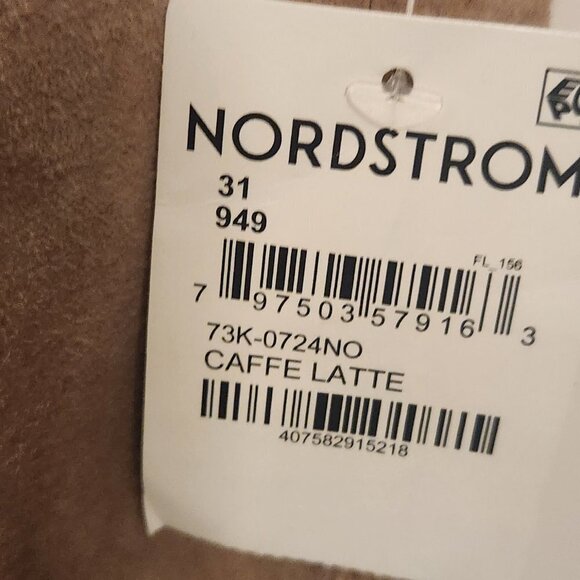 NORDSTROM
31
949
FL_156
7 97503 57916 3
73K-0724NO
CAFFE LATTE
407582915218